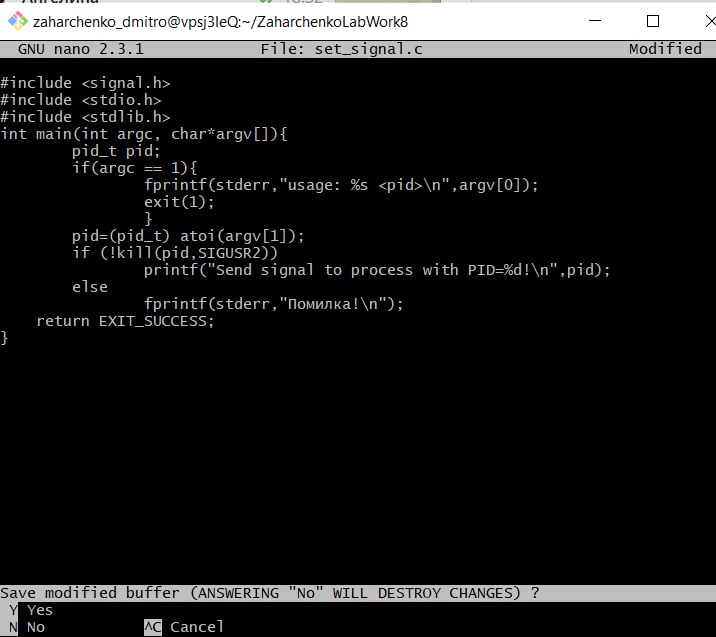 zaharchenko_dmitro@vpsj3IeQ:~/ZaharchenkoLabWork8
GNU nano 2.3.1 File: set_signal.c Modified
#include <signal.h>
#include <stdio.h>
#include <stdlib.h>
int main(int argc, char*argv[]){
pid_t pid;
if(argc == 1){
fprintf(stderr,"usage: %s <pid>\n",argv[0]);
exit(1);
}
pid=(pid_t) atoi(argv[1]);
if (!kill(pid,SIGUSR2))
printf("Send signal to process with PID=%d!\n",pid);
else
fprintf(stderr,"Помилка!\n");
return EXIT_SUCCESS;
}
Save modified buffer (ANSWERING "No" WILL DESTROY CHANGES) ?
Y Yes
N No ^C Cancel